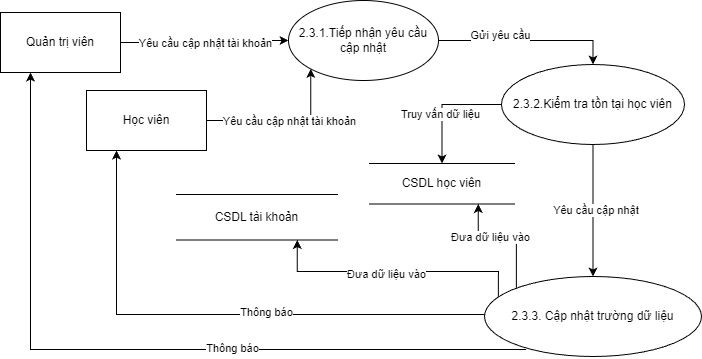 Quản trị viên
Yêu cầu cập nhật tài khoản
2.3.1.Tiếp nhận yêu cầu
cập nhật
Gửi yêu cầu
2.3.2.Kiểm tra tồn tại học viên
Học viên
Yêu cầu cập nhật tài khoản
Truy vấn dữ liệu
CSDL học viên
CSDL tài khoản
Yêu cầu cập nhật
Đưa dữ liệu vào
Đưa dữ liệu vào
Thông báo
2.3.3. Cập nhật trường dữ liệu
Thông báo